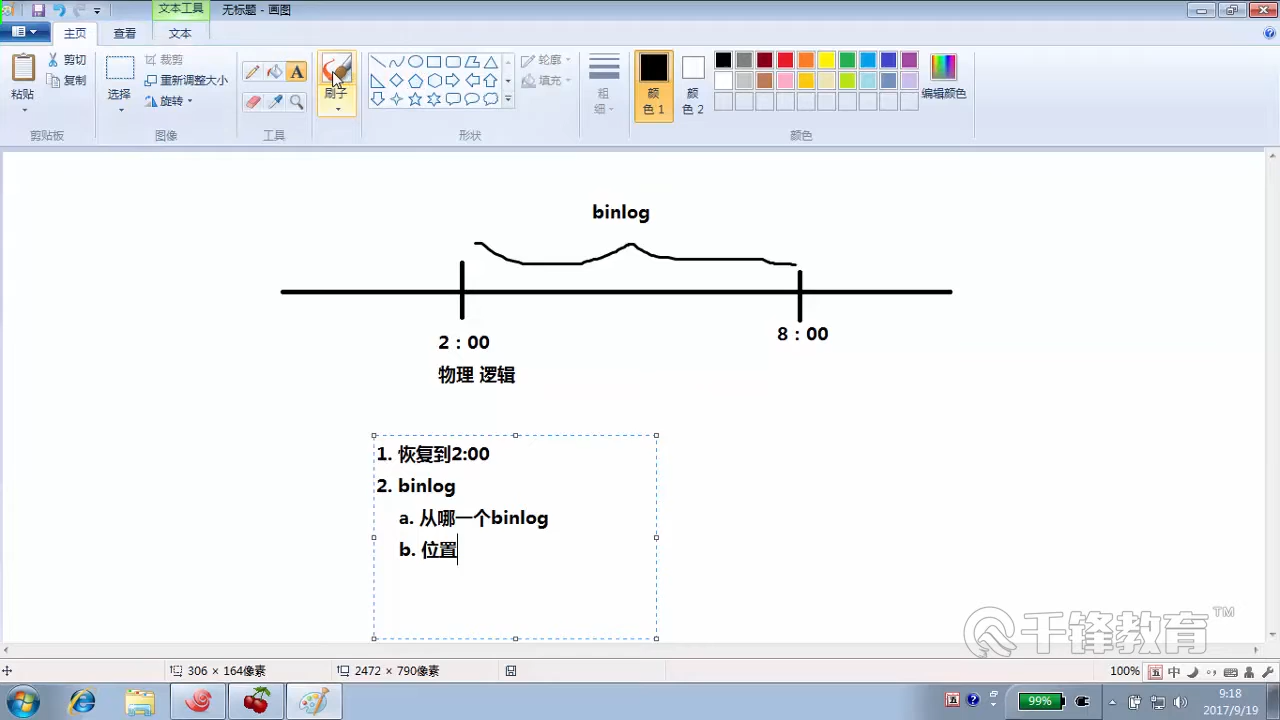 文本工具
无标题 - 画图
主页
查看
文本
粘贴
剪切
复制
剪贴板
选择
裁剪
重新调整大小
旋转
图像
工具
刷子
形状
轮廓
填充
粗
细
颜
色 1
颜
色 2
编辑颜色
颜色
binlog
2：00
8：00
物理 逻辑
1. 恢复到2:00
2. binlog
a. 从哪一个binlog
b. 位置
千锋教育™
306 × 164像素
2472 × 790像素
100%
五 中
99%
9:18
2017/9/19